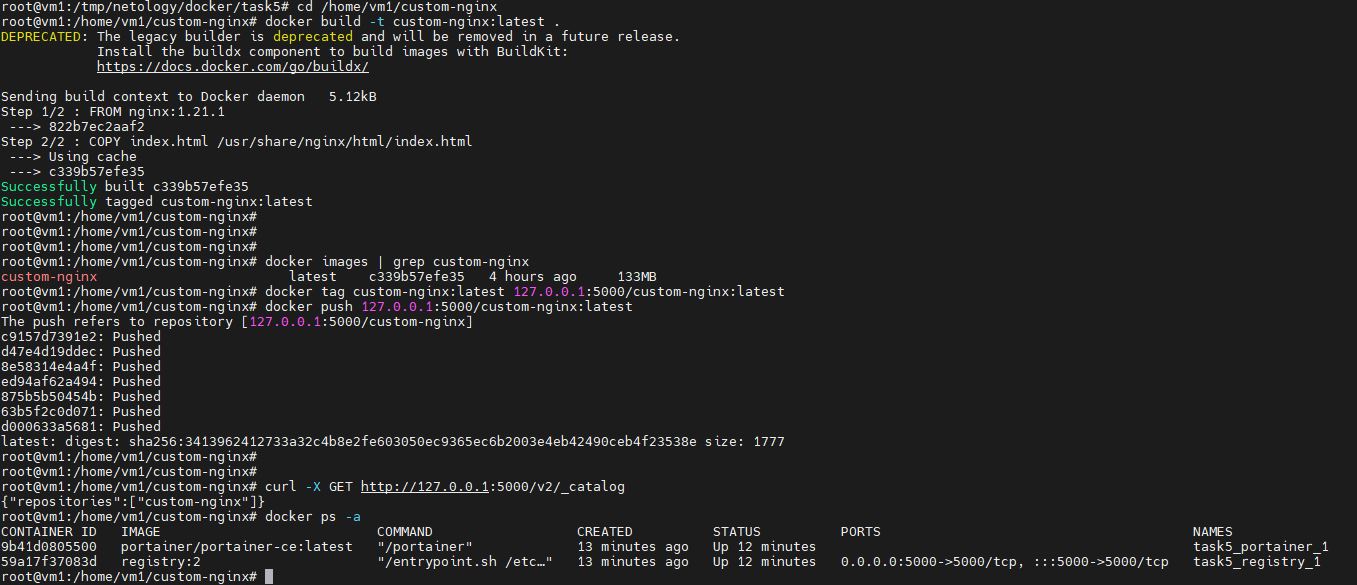 root@vm1:/tmp/netology/docker/task5# cd /home/vm1/custom-nginx
root@vm1:/home/vm1/custom-nginx# docker build -t custom-nginx:latest .
DEPRECATED: The legacy builder is deprecated and will be removed in a future release.
            Install the buildx component to build images with BuildKit:
            https://docs.docker.com/go/buildx/

Sending build context to Docker daemon   5.12kB
Step 1/2 : FROM nginx:1.21.1
 ---> 822b7ec2aaf2
Step 2/2 : COPY index.html /usr/share/nginx/html/index.html
 ---> Using cache
 ---> c339b57efe35
Successfully built c339b57efe35
Successfully tagged custom-nginx:latest
root@vm1:/home/vm1/custom-nginx#
root@vm1:/home/vm1/custom-nginx#
root@vm1:/home/vm1/custom-nginx#
root@vm1:/home/vm1/custom-nginx# docker images | grep custom-nginx
custom-nginx                        latest    c339b57efe35   4 hours ago     133MB
root@vm1:/home/vm1/custom-nginx# docker tag custom-nginx:latest 127.0.0.1:5000/custom-nginx:latest
root@vm1:/home/vm1/custom-nginx# docker push 127.0.0.1:5000/custom-nginx:latest
The push refers to repository [127.0.0.1:5000/custom-nginx]
c9157d7391e2: Pushed
d47e4d19ddec: Pushed
8e58314e4a4f: Pushed
ed94af62a494: Pushed
875b5b50454b: Pushed
63b5f2c0d071: Pushed
d000633a5681: Pushed
latest: digest: sha256:3413962412733a32c4b8e2fe603050ec9365ec6b2003e4eb42490ceb4f23538e size: 1777
root@vm1:/home/vm1/custom-nginx#
root@vm1:/home/vm1/custom-nginx#
root@vm1:/home/vm1/custom-nginx# curl -X GET http://127.0.0.1:5000/v2/_catalog
{"repositories":["custom-nginx"]}
root@vm1:/home/vm1/custom-nginx# docker ps -a
CONTAINER ID   IMAGE                           COMMAND                  CREATED          STATUS          PORTS                                       NAMES
9b41d0805500   portainer/portainer-ce:latest   "/portainer"             13 minutes ago   Up 12 minutes                                               task5_portainer_1
59a17f37083d   registry:2                      "/entrypoint.sh /etc…"   13 minutes ago   Up 12 minutes   0.0.0.0:5000->5000/tcp, :::5000->5000/tcp   task5_registry_1
root@vm1:/home/vm1/custom-nginx#